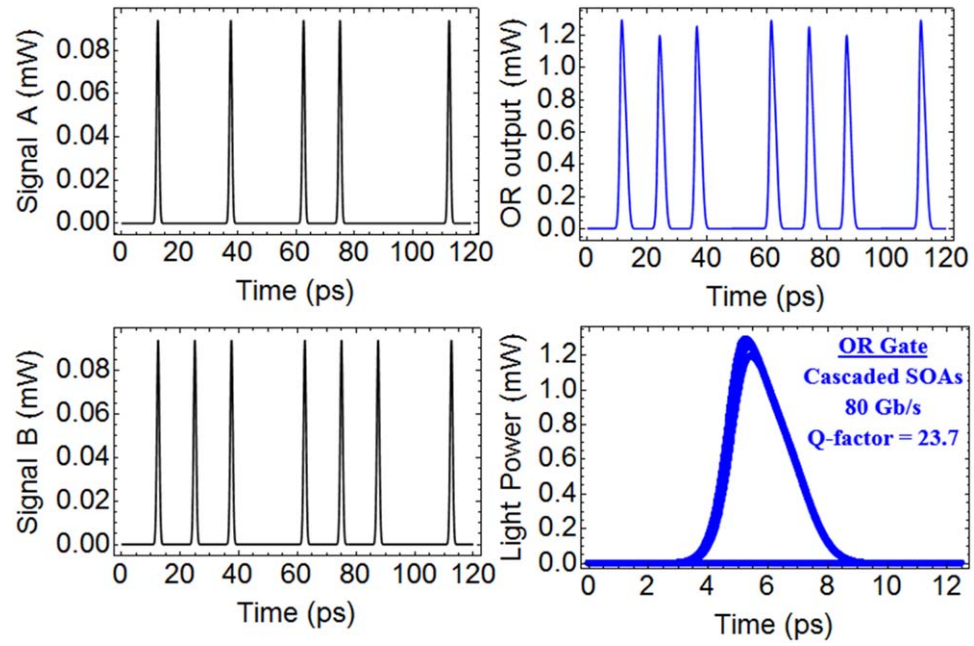 Signal A (mW)
0.08
0.06
0.04
0.02
0.00
0 20 40 60 80 100 120
Time (ps)
OR output (mW)
1.2
1.0
0.8
0.6
0.4
0.2
0.0
0 20 40 60 80 100 120
Time (ps)
Signal B (mW)
0.08
0.06
0.04
0.02
0.00
0 20 40 60 80 100 120
Time (ps)
Light Power (mW)
1.2
1.0
0.8
0.6
0.4
0.2
0.0
OR Gate
Cascaded SOAs
80 Gb/s
Q-factor = 23.7
0 2 4 6 8 10 12
Time (ps)